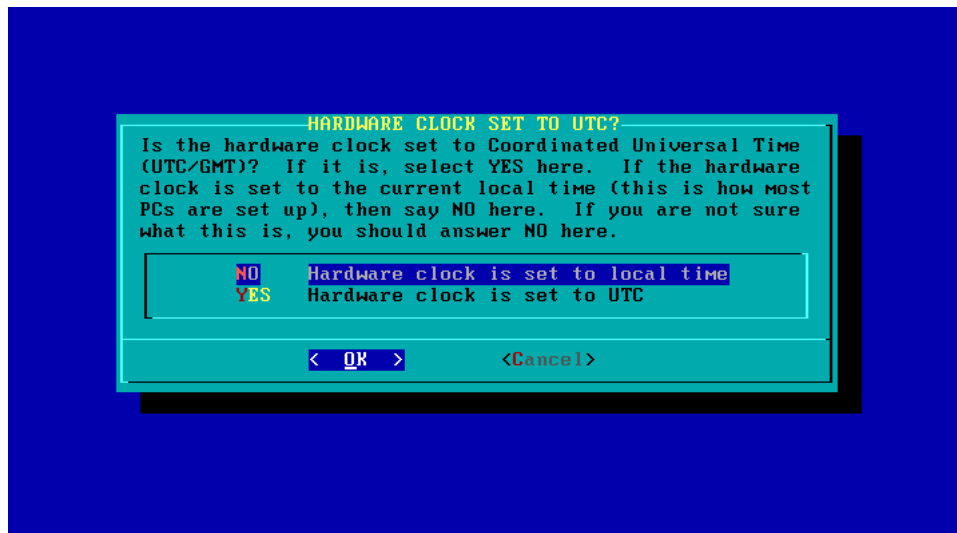 HARDWARE CLOCK SET TO UTC?
Is the hardware clock set to Coordinated Universal Time
(UTC/GMT)?  If it is, select YES here.  If the hardware
clock is set to the current local time (this is how most
PCs are set up), then say NO here.  If you are not sure
what this is, you should answer NO here.
NO Hardware clock is set to local time
YES Hardware clock is set to UTC
< OK > <Cancel>